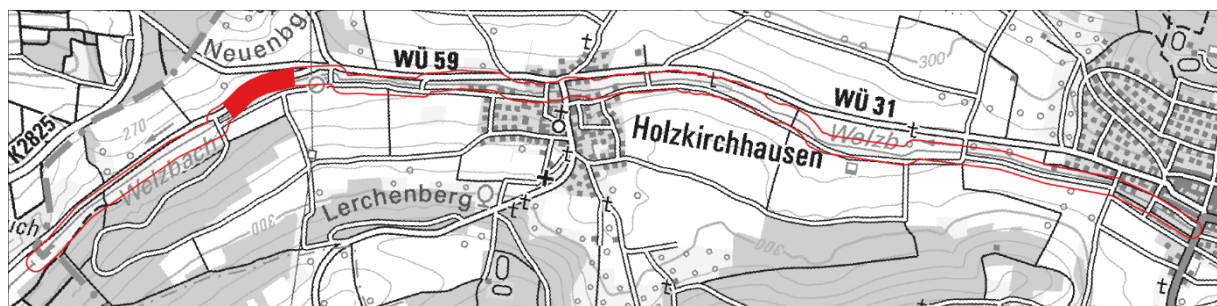 Neuenbg
WÜ 59
300
WÜ 31
K2825
270
Welzbach
Holzkirchhausen
Welzb
Lerchenberg
300
uch
300